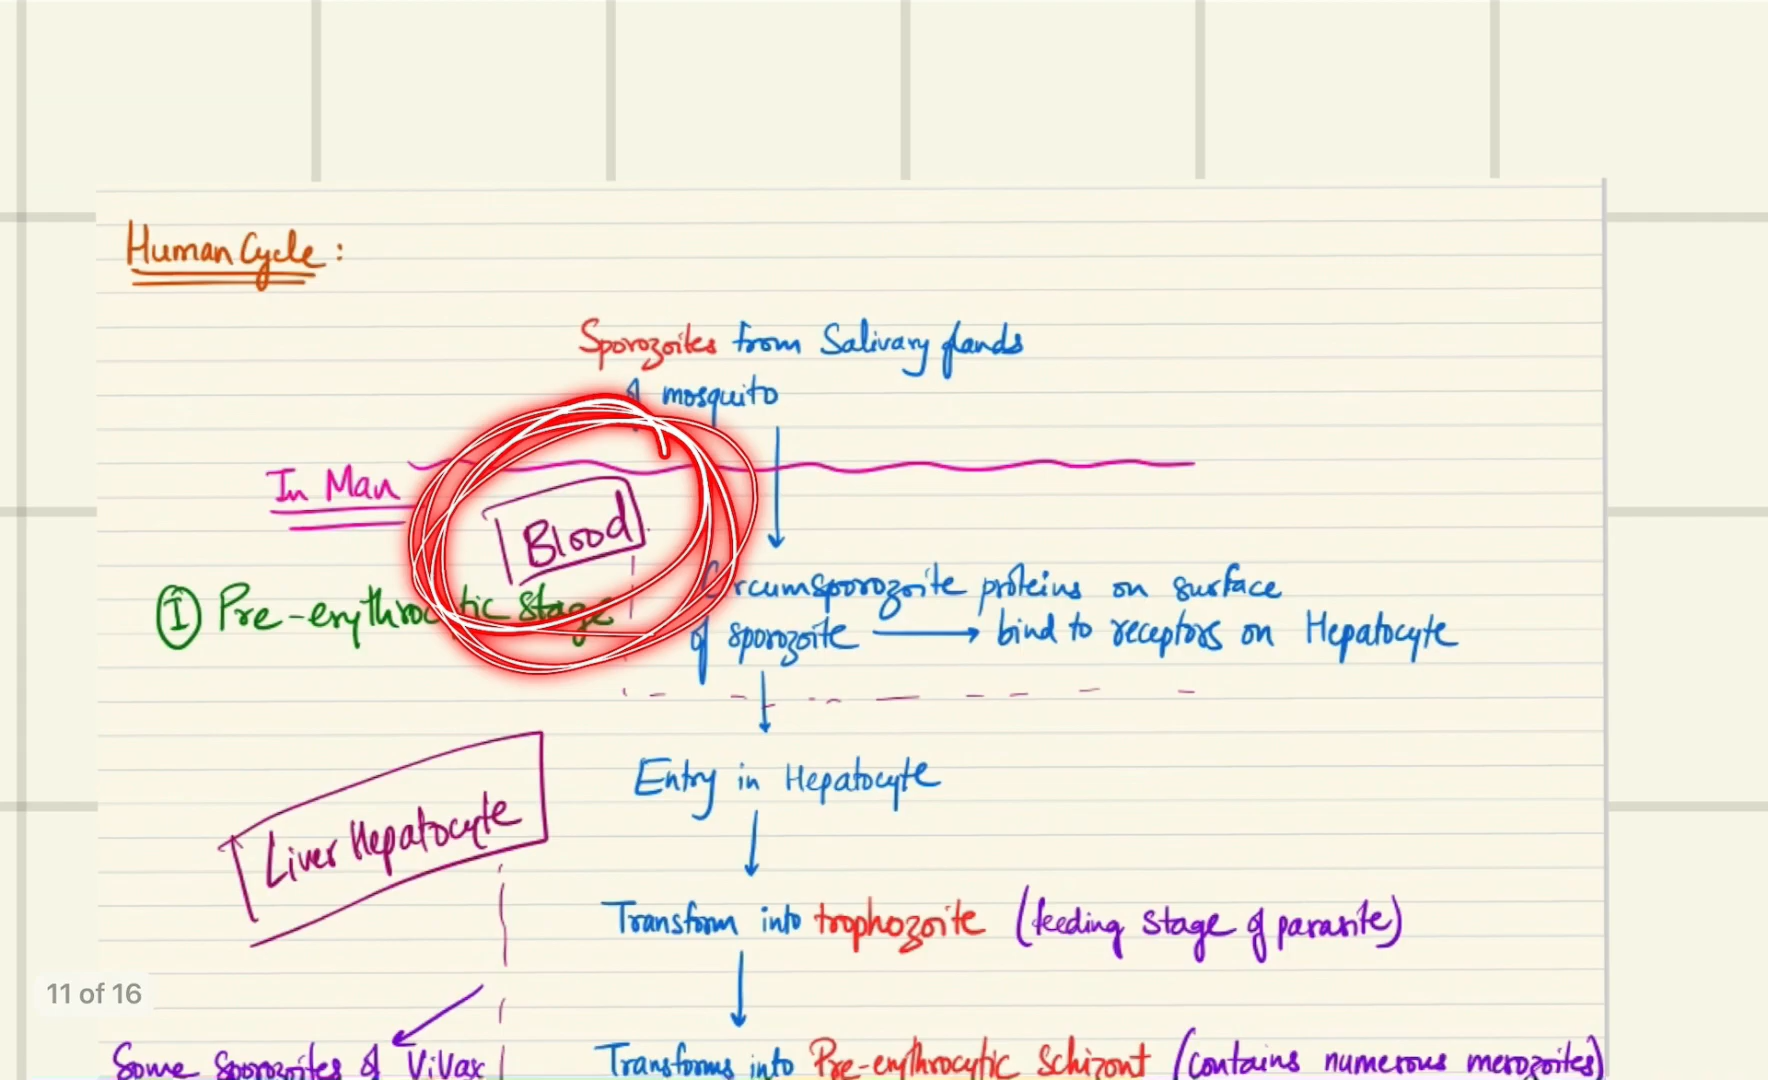 Human Cycle :
Sporozoites from Salivary glands
of mosquito
In Man
Blood
① Pre-erythrocytic Stage
Circumsporozoite proteins on surface
of sporozoite → bind to receptors on Hepatocyte
Entry in Hepatocyte
Liver Hepatocyte
Transform into trophozoite (feeding stage of parasite)
11 of 16
Some sporozoites of Vivax
Transforms into Pre-erythrocytic Schizont (contains numerous merozoites)